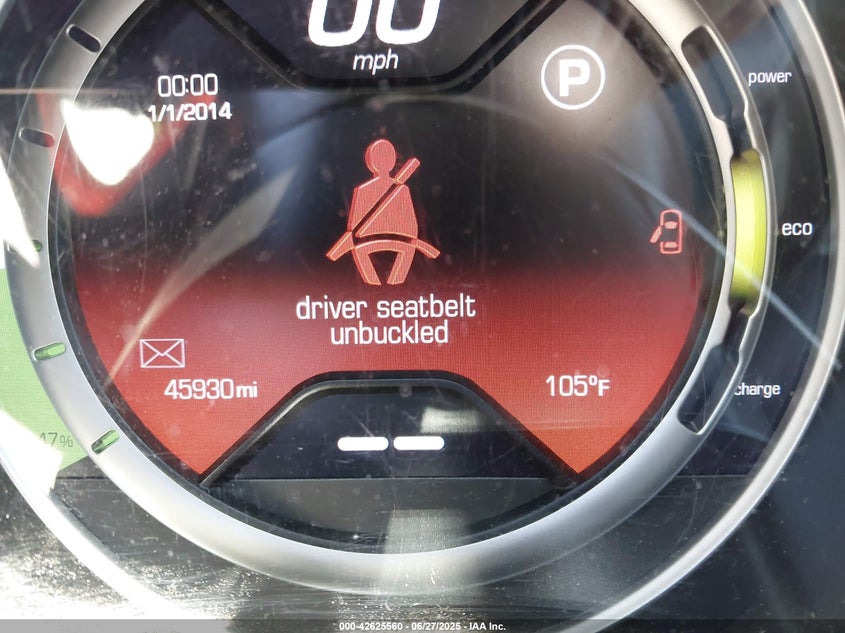 00
mph
P
power
00:00
1/1/2014
eco
driver seatbelt
unbuckled
45930mi
105°F
charge
47%
000-42625560 - 06/27/2025 - IAA Inc.